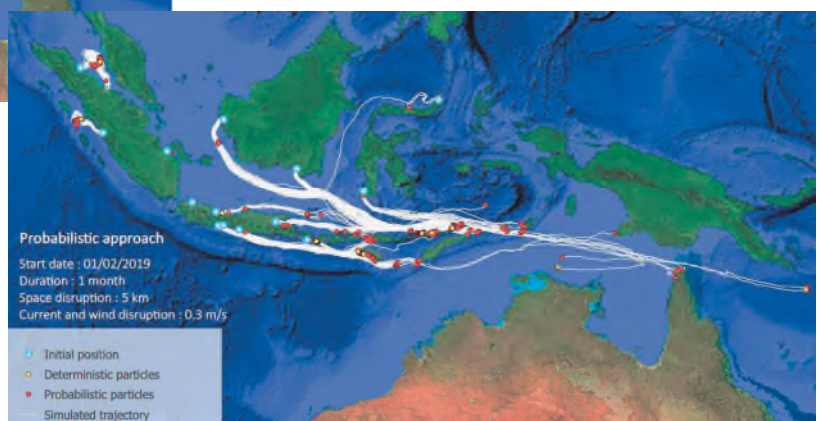 Probabilistic approach
Start date : 01/02/2019
Duration : 1 month
Space disruption : 5 km
Current and wind disruption : 0.3 m/s
Initial position
Deterministic particles
Probabilistic particles
Simulated trajectory